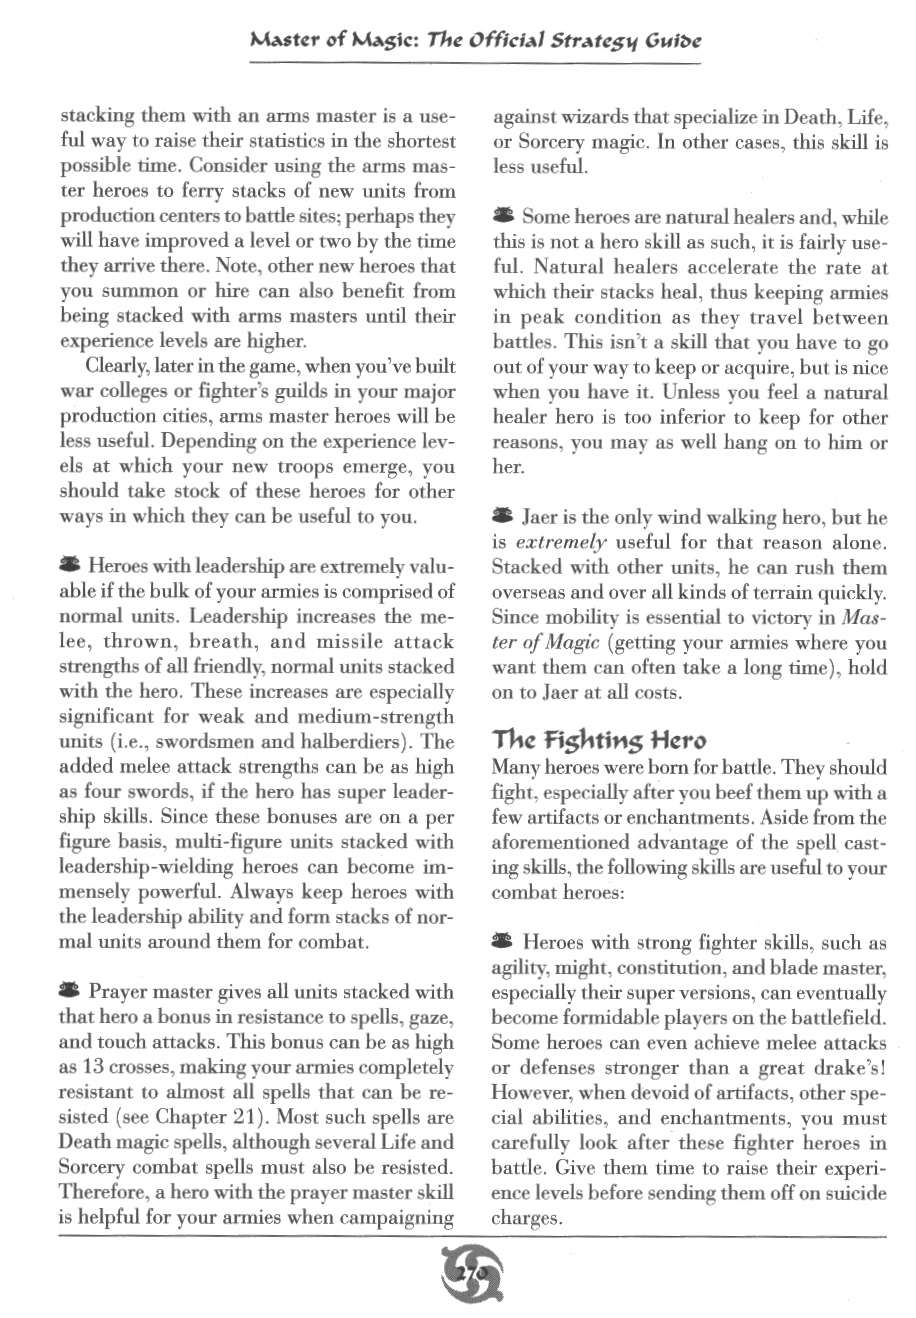 Master of Magic: The Official Strategy Guide
stacking them with an arms master is a use-
ful way to raise their statistics in the shortest
possible time. Consider using the arms mas-
ter heroes to ferry stacks of new units from
production centers to battle sites; perhaps they
will have improved a level or two by the time
they arrive there. Note, other new heroes that
you summon or hire can also benefit from
being stacked with arms masters until their
experience levels are higher.
Clearly, later in the game, when you've built
war colleges or fighter's guilds in your major
production cities, arms master heroes will be
less useful. Depending on the experience lev-
els at which your new troops emerge, you
should take stock of these heroes for other
ways in which they can be useful to you.
Heroes with leadership are extremely valu-
able if the bulk of your armies is comprised of
normal units. Leadership increases the me-
lee, thrown, breath, and missile attack
strengths of all friendly, normal units stacked
with the hero. These increases are especially
significant for weak and medium-strength
units (i.e., swordsmen and halberdiers). The
added melee attack strengths can be as high
as four swords, if the hero has super leader-
ship skills. Since these bonuses are on a per
figure basis, multi-figure units stacked with
leadership-wielding heroes can become im-
mensely powerful. Always keep heroes with
the leadership ability and form stacks of nor-
mal units around them for combat.
Prayer master gives all units stacked with
that hero a bonus in resistance to spells, gaze,
and touch attacks. This bonus can be as high
as 13 crosses, making your armies completely
resistant to almost all spells that can be re-
sisted (see Chapter 21). Most such spells are
Death magic spells, although several Life and
Sorcery combat spells must also be resisted.
Therefore, a hero with the prayer master skill
is helpful for your armies when campaigning
against wizards that specialize in Death, Life,
or Sorcery magic. In other cases, this skill is
less useful.
Some heroes are natural healers and, while
this is not a hero skill as such, it is fairly use-
ful. Natural healers accelerate the rate at
which their stacks heal, thus keeping armies
in peak condition as they travel between
battles. This isn't a skill that you have to go
out of your way to keep or acquire, but is nice
when you have it. Unless you feel a natural
healer hero is too inferior to keep for other
reasons, you may as well hang on to him or
her.
Jaer is the only wind walking hero, but he
is extremely useful for that reason alone.
Stacked with other units, he can rush them
overseas and over all kinds of terrain quickly.
Since mobility is essential to victory in Mas-
ter of Magic (getting your armies where you
want them can often take a long time), hold
on to Jaer at all costs.
The Fighting Hero
Many heroes were born for battle. They should
fight, especially after you beef them up with a
few artifacts or enchantments. Aside from the
aforementioned advantage of the spell cast-
ing skills, the following skills are useful to your
combat heroes:
Heroes with strong fighter skills, such as
agility, might, constitution, and blade master,
especially their super versions, can eventually
become formidable players on the battlefield.
Some heroes can even achieve melee attacks
or defenses stronger than a great drake's!
However, when devoid of artifacts, other spe-
cial abilities, and enchantments, you must
carefully look after these fighter heroes in
battle. Give them time to raise their experi-
ence levels before sending them off on suicide
charges.
270